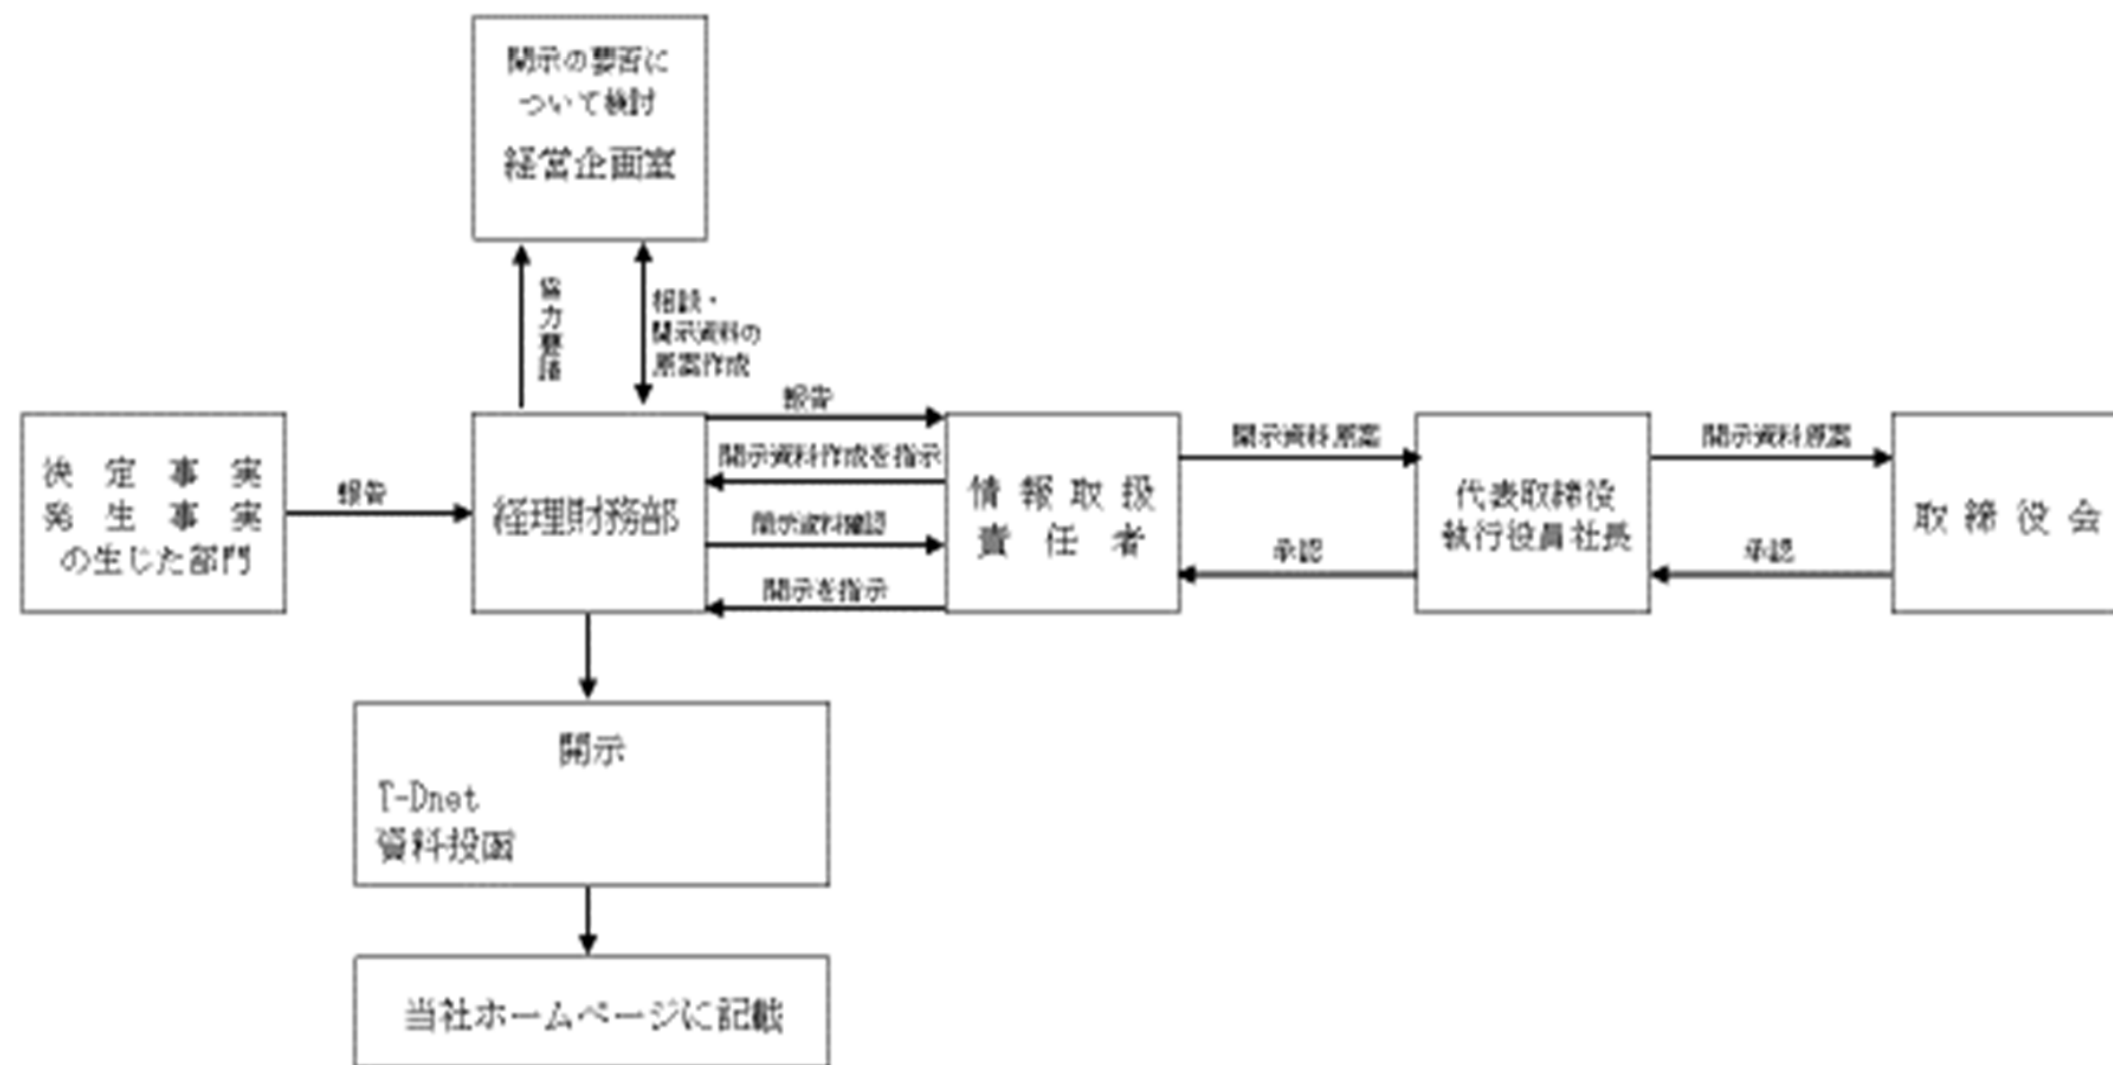 開示の要否に
ついて検討
経営企画室
協力要請
相談・
開示資料の
原案作成
決定事実
発生事実
の生じた部門
報告
経理財務部
報告
開示資料作成を指示
開示資料確認
開示を指示
情報取扱
責任者
開示資料原案
承認
代表取締役
執行役員社長
開示資料原案
承認
取締役会
開示
T-Dnet
資料投函
当社ホームページに記載